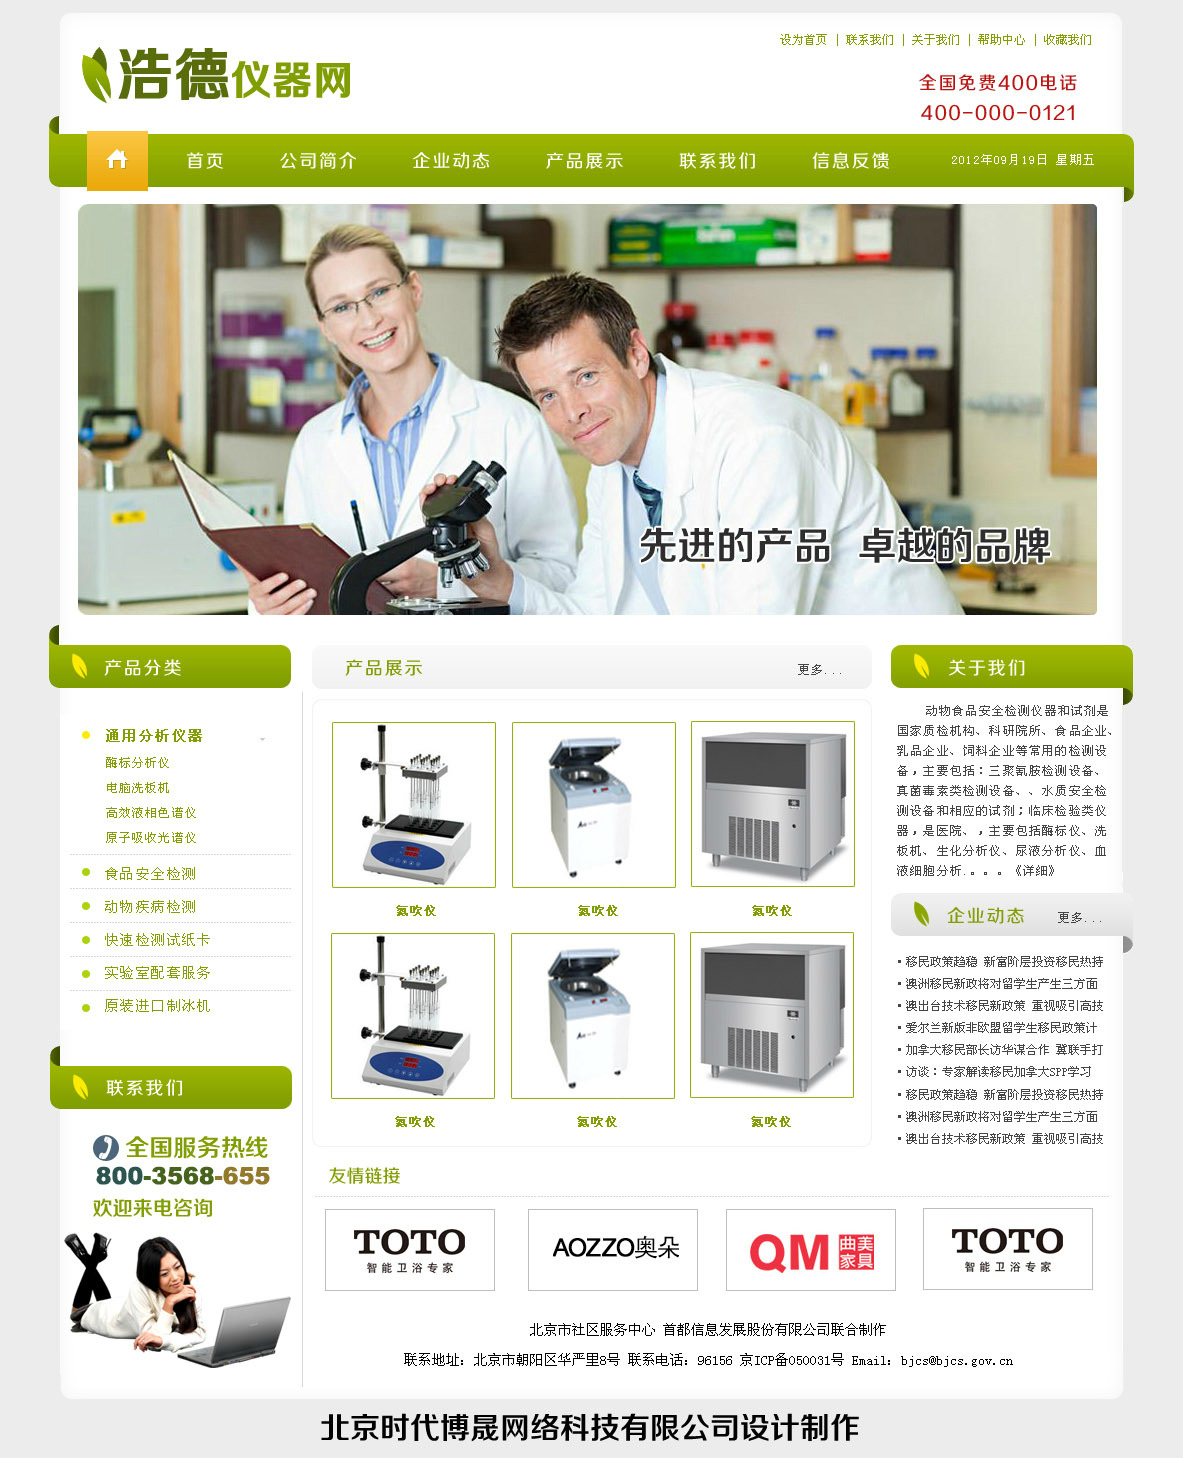 设为首页 | 联系我们 | 关于我们 | 帮助中心 | 收藏我们
浩德仪器网
全国免费400电话
400-000-0121
首页 公司简介 企业动态 产品展示 联系我们 信息反馈 2012年09月19日 星期五
先进的产品 卓越的品牌
产品分类
通用分析仪器
酶标分析仪
电脑洗板机
高效液相色谱仪
原子吸收光谱仪
食品安全检测
动物疾病检测
快速检测试纸卡
实验室配套服务
原装进口制冰机
联系我们
全国服务热线
800-3568-655
欢迎来电咨询
产品展示 更多...
氮吹仪 氮吹仪 氮吹仪
氮吹仪 氮吹仪 氮吹仪
关于我们
动物食品安全检测仪器和试剂是
国家质检机构、科研院所、食品企业、
乳品企业、饲料企业等常用的检测设
备，主要包括：三聚氰胺检测设备、
真菌毒素类检测设备、、水质安全检
测设备和相应的试剂；临床检验类仪
器，是医院、，主要包括酶标仪、洗
板机、生化分析仪、尿液分析仪、血
液细胞分析.。。。《详细》
企业动态 更多...
·移民政策趋稳 新富阶层投资移民热持
·澳洲移民新政将对留学生产生三方面
·澳出台技术移民新政策 重视吸引高技
·爱尔兰新版非欧盟留学生移民政策计
·加拿大移民部长访华谋合作 冀联手打
·访谈：专家解读移民加拿大SPP学习
·移民政策趋稳 新富阶层投资移民热持
·澳洲移民新政将对留学生产生三方面
·澳出台技术移民新政策 重视吸引高技
友情链接
TOTO
智能卫浴专家
AOZZO奥朵
QM 曲美家具
TOTO
智能卫浴专家
北京市社区服务中心 首都信息发展股份有限公司联合制作
联系地址：北京市朝阳区华严里8号 联系电话：96156 京ICP备050031号 Email：bjcs@bjcs.gov.cn
北京时代博晟网络科技有限公司设计制作